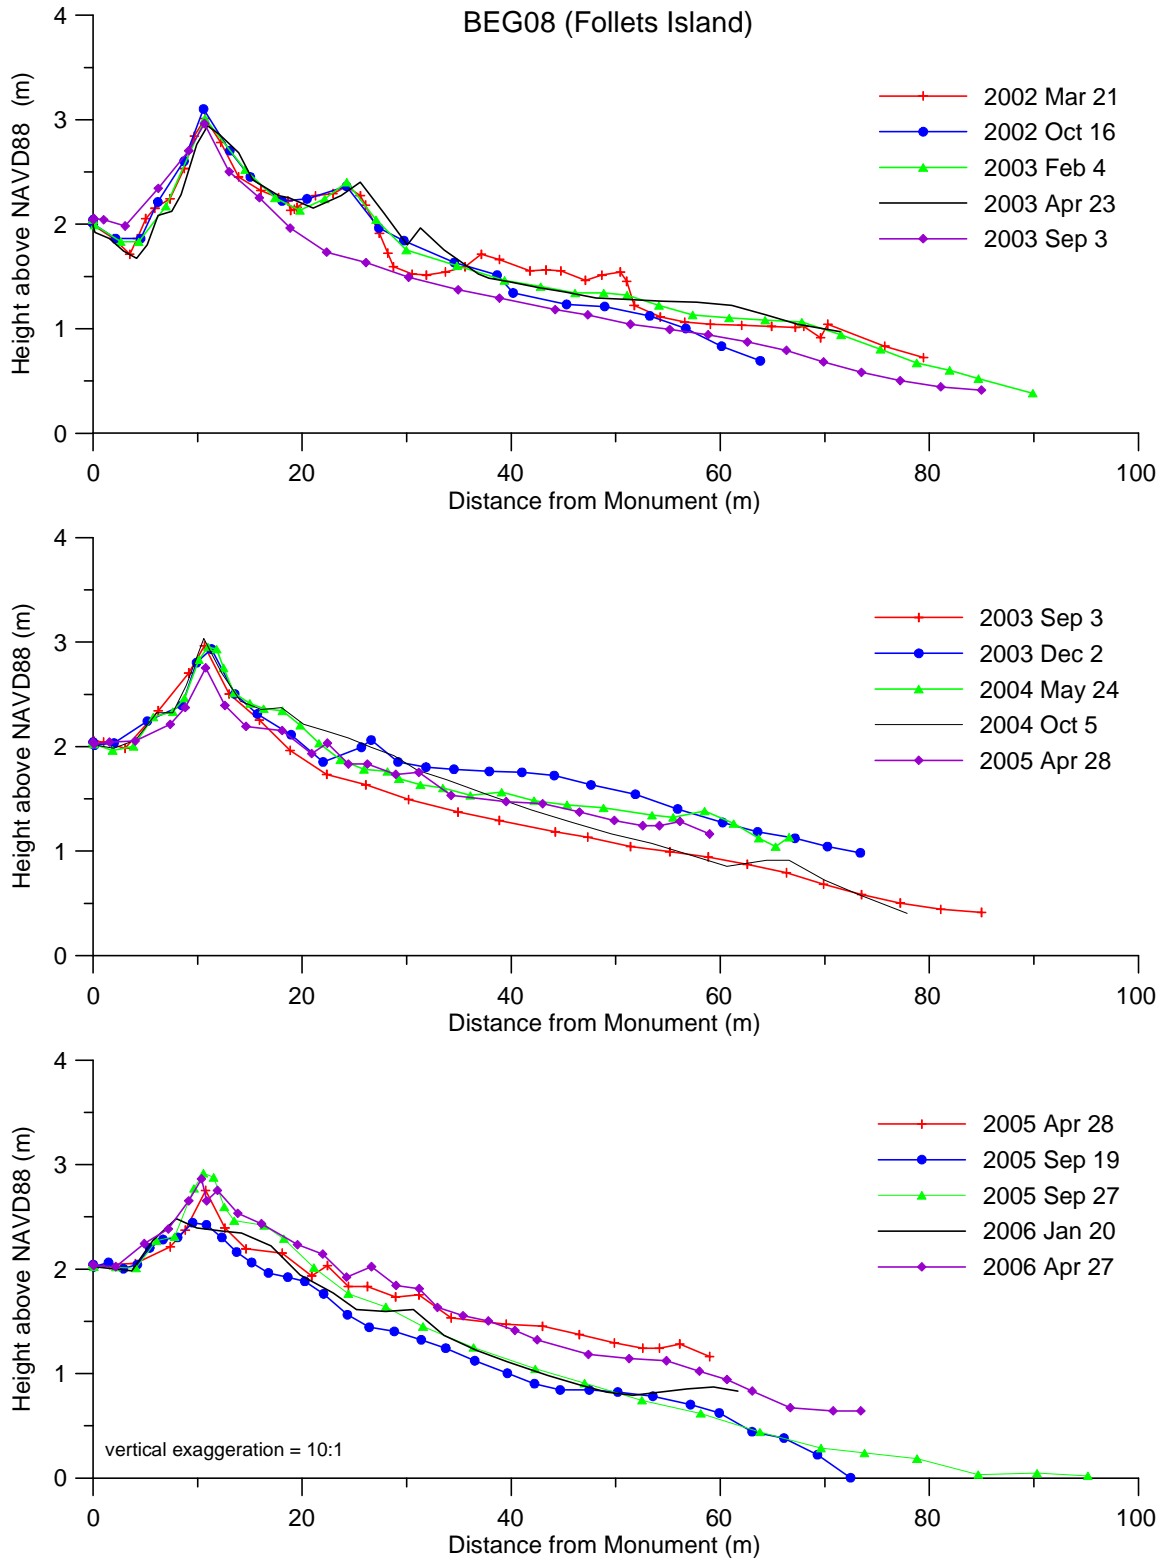 BEG08 (Follets Island)
4
3
2
1
0
Height above NAVD88 (m)
2002 Mar 21
2002 Oct 16
2003 Feb 4
2003 Apr 23
2003 Sep 3
0 20 40 60 80 100
Distance from Monument (m)
4
3
2
1
0
Height above NAVD88 (m)
2003 Sep 3
2003 Dec 2
2004 May 24
2004 Oct 5
2005 Apr 28
0 20 40 60 80 100
Distance from Monument (m)
4
3
2
1
0
Height above NAVD88 (m)
2005 Apr 28
2005 Sep 19
2005 Sep 27
2006 Jan 20
2006 Apr 27
vertical exaggeration = 10:1
0 20 40 60 80 100
Distance from Monument (m)